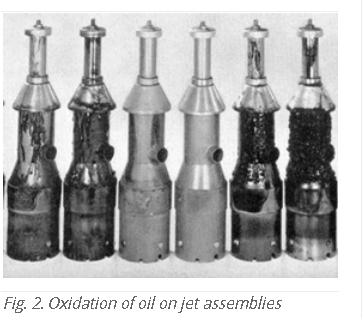 Fig. 2. Oxidation of oil on jet assemblies